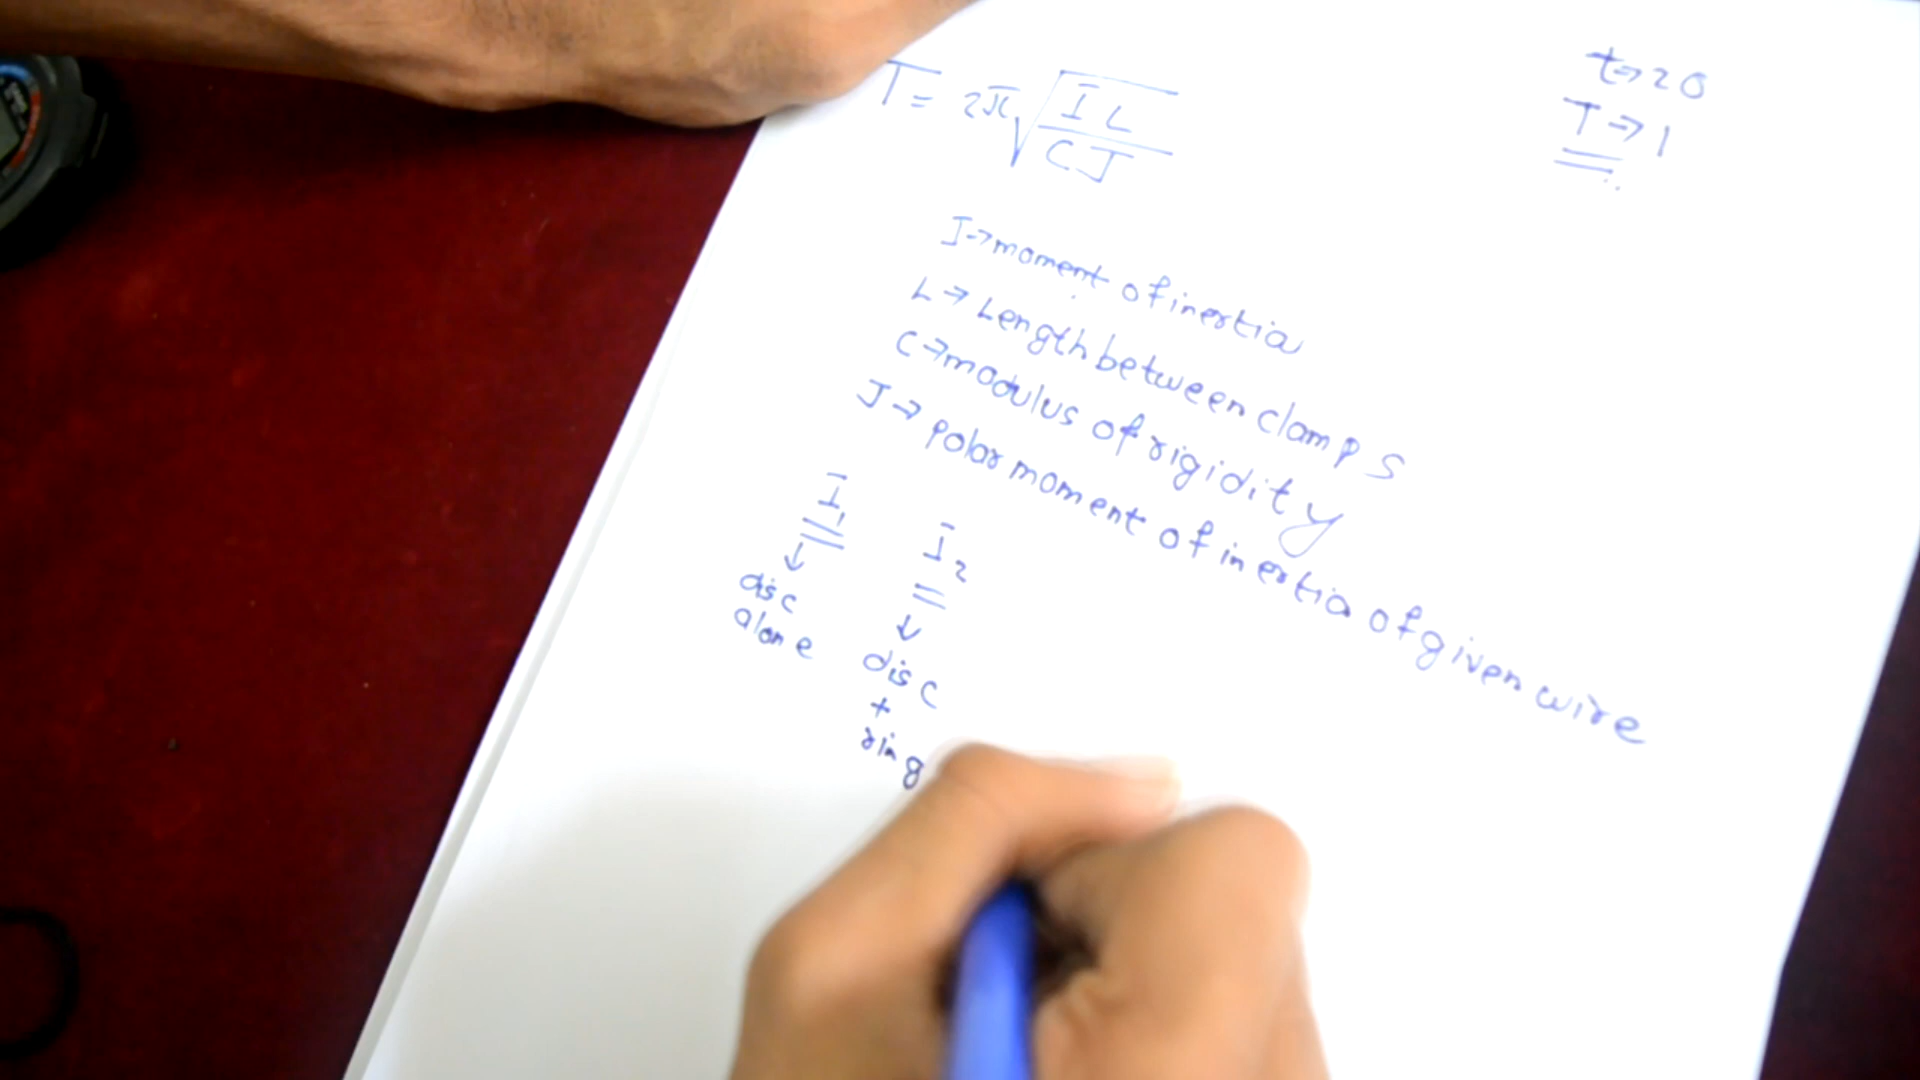 T = 2π√(IL/CJ)
t→20
T→1
I→moment of inertia
L→Length between clamps
C→modulus of rigidity
J→polar moment of inertia of given wire
I₁
↓
disc
alone
I₂
↓
disc
+
ring